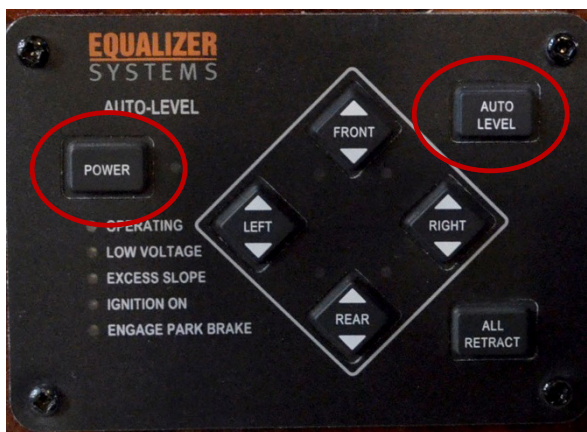 EQUALIZER
SYSTEMS
AUTO-LEVEL
POWER
OPERATING
LOW VOLTAGE
EXCESS SLOPE
IGNITION ON
ENGAGE PARK BRAKE
FRONT
LEFT
RIGHT
REAR
AUTO
LEVEL
ALL
RETRACT